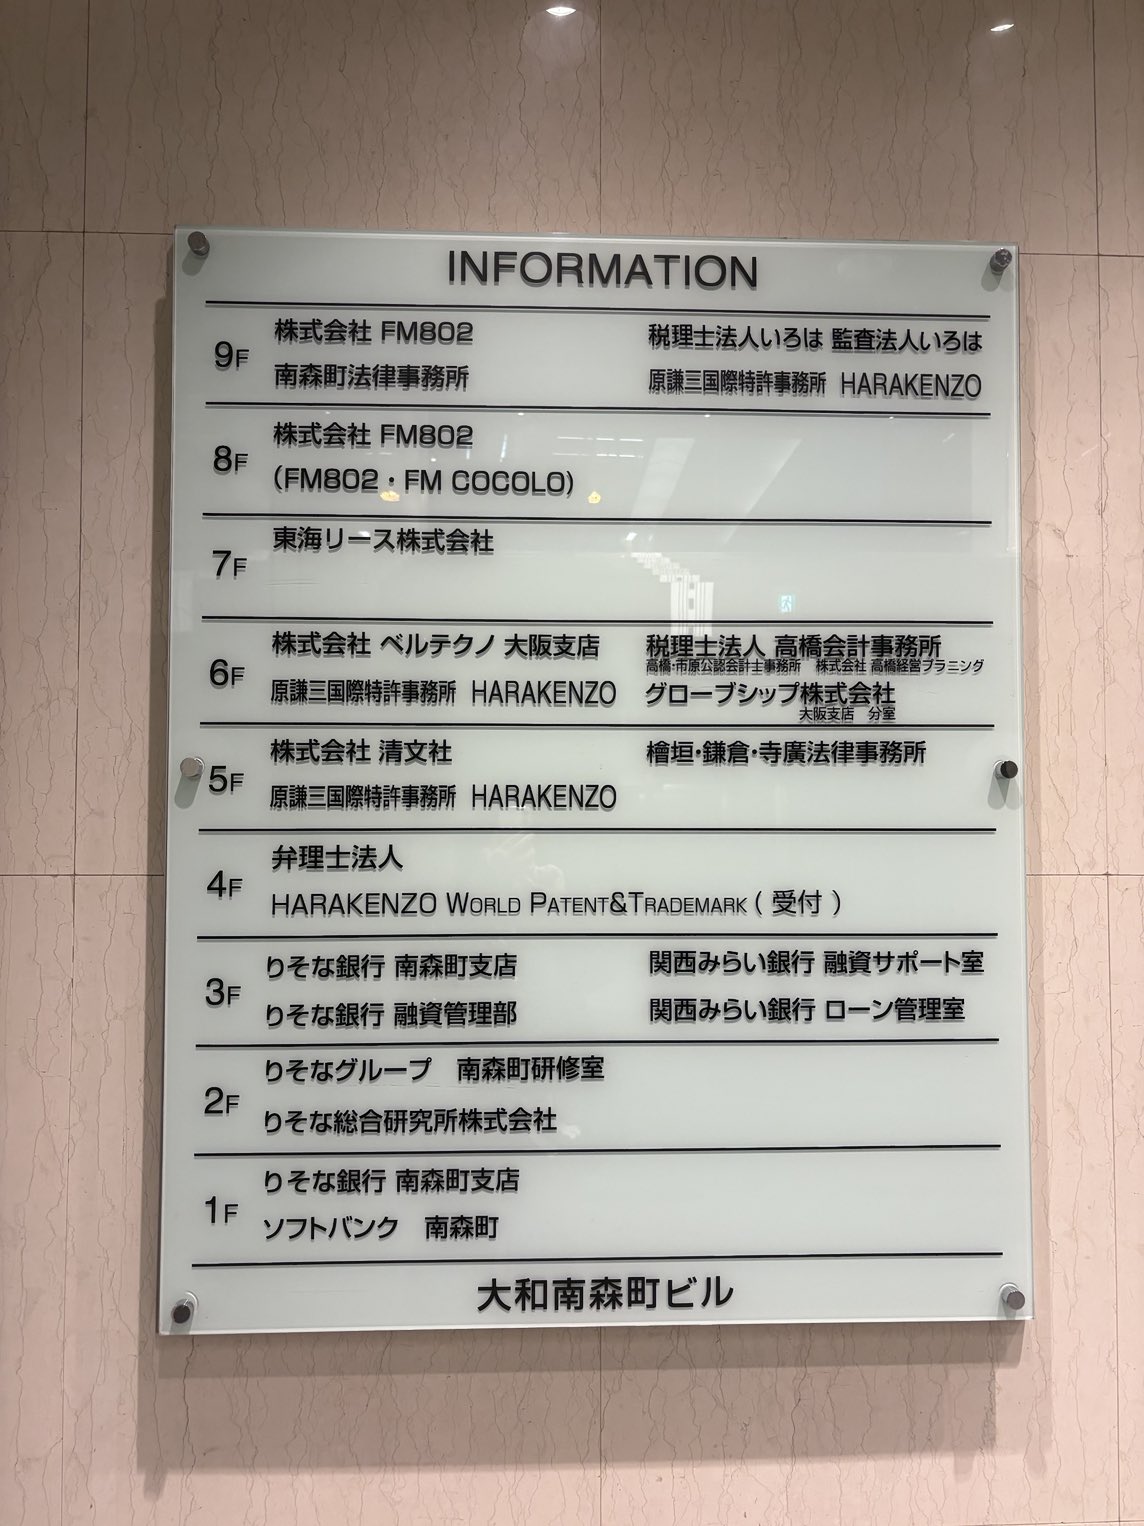 INFORMATION
9F
株式会社 FM802
税理士法人いろは 監査法人いろは
南森町法律事務所
原謙三国際特許事務所 HARAKENZO
8F
株式会社 FM802
(FM802・FM COCOLO)
7F
東海リース株式会社
6F
株式会社 ベルテクノ 大阪支店
税理士法人 高橋会計事務所
高橋・市原公認会計士事務所 株式会社 高橋経営プラニング
原謙三国際特許事務所 HARAKENZO
グローブシップ株式会社
大阪支店 分室
5F
株式会社 清文社
檜垣・鎌倉・寺廣法律事務所
原謙三国際特許事務所 HARAKENZO
4F
弁理士法人
HARAKENZO WORLD PATENT&TRADEMARK ( 受付 )
3F
りそな銀行 南森町支店
関西みらい銀行 融資サポート室
りそな銀行 融資管理部
関西みらい銀行 ローン管理室
2F
りそなグループ 南森町研修室
りそな総合研究所株式会社
1F
りそな銀行 南森町支店
ソフトバンク 南森町
大和南森町ビル